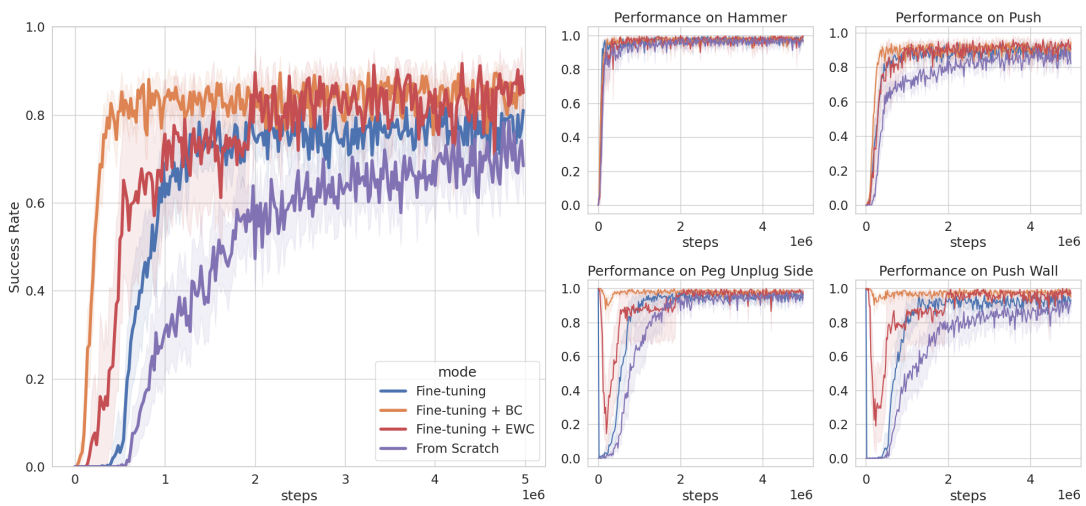 Success Rate
1.0
0.8
0.6
0.4
0.2
0.0
0 1 2 3 4 5
steps
1e6
mode
Fine-tuning
Fine-tuning + BC
Fine-tuning + EWC
From Scratch
Performance on Hammer
1.0
0.8
0.6
0.4
0.2
0.0
0 2 4
steps
1e6
Performance on Push
1.0
0.8
0.6
0.4
0.2
0.0
0 2 4
steps
1e6
Performance on Peg Unplug Side
1.0
0.8
0.6
0.4
0.2
0.0
0 2 4
steps
1e6
Performance on Push Wall
1.0
0.8
0.6
0.4
0.2
0.0
0 2 4
steps
1e6